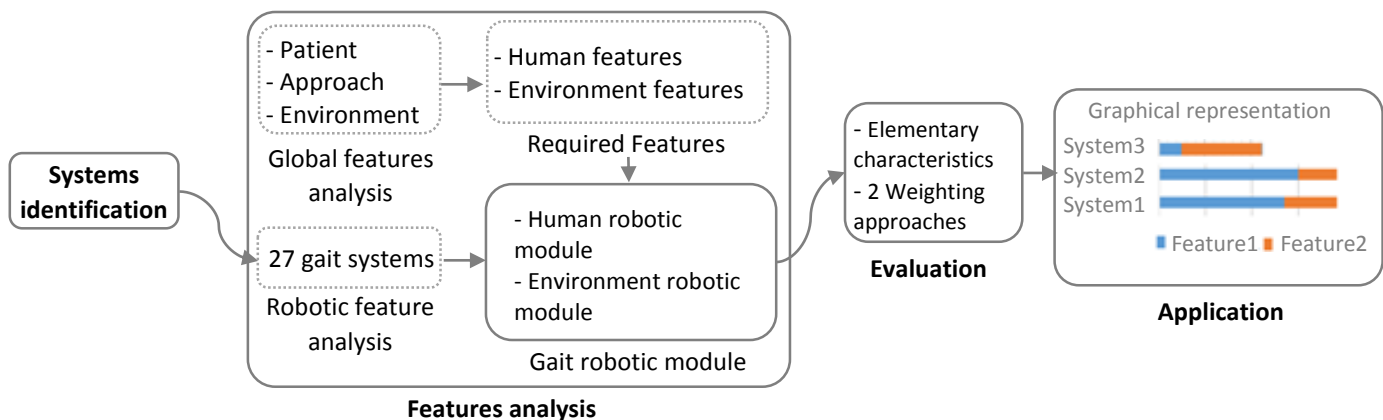 Systems
identification
- Patient
- Approach
- Environment
Global features
analysis
27 gait systems
Robotic feature
analysis
- Human features
- Environment features
Required Features
- Human robotic
module
- Environment robotic
module
Gait robotic module
Features analysis
- Elementary
characteristics
- 2 Weighting
approaches
Evaluation
Graphical representation
System3
System2
System1
Feature1 Feature2
Application